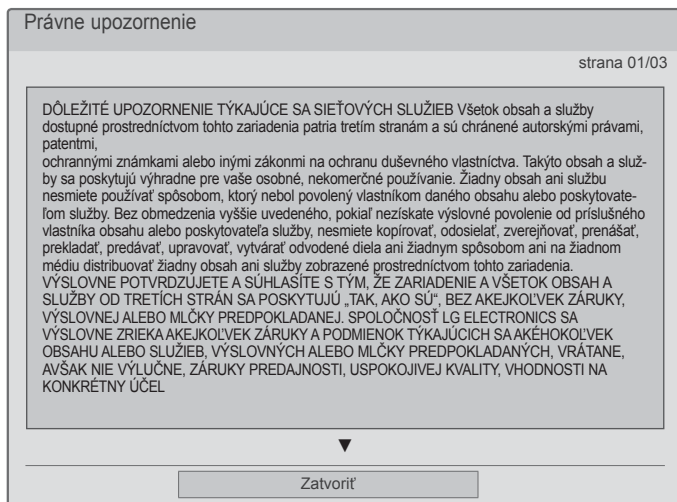 Právne upozornenie
strana 01/03
DÔLEŽITÉ UPOZORNENIE TÝKAJÚCE SA SIEŤOVÝCH SLUŽIEB Všetok obsah a služby
dostupné prostredníctvom tohto zariadenia patria tretím stranám a sú chránené autorskými právami,
patentmi,
ochrannými známkami alebo inými zákonmi na ochranu duševného vlastníctva. Takýto obsah a služ-
by sa poskytujú výhradne pre vaše osobné, nekomerčné používanie. Žiadny obsah ani službu
nesmiete používať spôsobom, ktorý nebol povolený vlastníkom daného obsahu alebo poskytovate-
ľom služby. Bez obmedzenia vyššie uvedeného, pokiaľ nezískate výslovné povolenie od príslušného
vlastníka obsahu alebo poskytovateľa služby, nesmiete kopírovať, odosielať, zverejňovať, prenášať,
prekladať, predávať, upravovať, vytvárať odvodené diela ani žiadnym spôsobom ani na žiadnom
médiu distribuovať žiadny obsah ani služby zobrazené prostredníctvom tohto zariadenia.
VÝSLOVNE POTVRDZUJETE A SÚHLASÍTE S TÝM, ŽE ZARIADENIE A VŠETOK OBSAH A
SLUŽBY OD TRETÍCH STRÁN SA POSKYTUJÚ „TAK, AKO SÚ“, BEZ AKEJKOĽVEK ZÁRUKY,
VÝSLOVNEJ ALEBO MLČKY PREDPOKLADANEJ. SPOLOČNOSŤ LG ELECTRONICS SA
VÝSLOVNE ZRIEKA AKEJKOĽVEK ZÁRUKY A PODMIENOK TÝKAJÚCICH SA AKÉHOKOĽVEK
OBSAHU ALEBO SLUŽIEB, VÝSLOVNÝCH ALEBO MLČKY PREDPOKLADANÝCH, VRÁTANE,
AVŠAK NIE VÝLUČNE, ZÁRUKY PREDAJNOSTI, USPOKOJIVEJ KVALITY, VHODNOSTI NA
KONKRÉTNY ÚČEL
▼
Zatvoriť